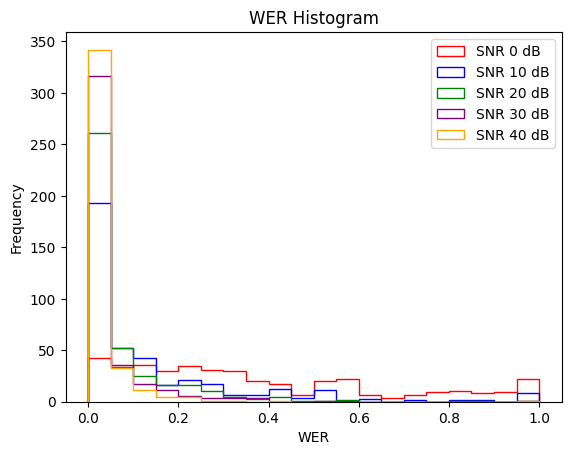 WER Histogram
SNR 0 dB
SNR 10 dB
SNR 20 dB
SNR 30 dB
SNR 40 dB
Frequency
350
300
250
200
150
100
50
0
0.0 0.2 0.4 0.6 0.8 1.0
WER